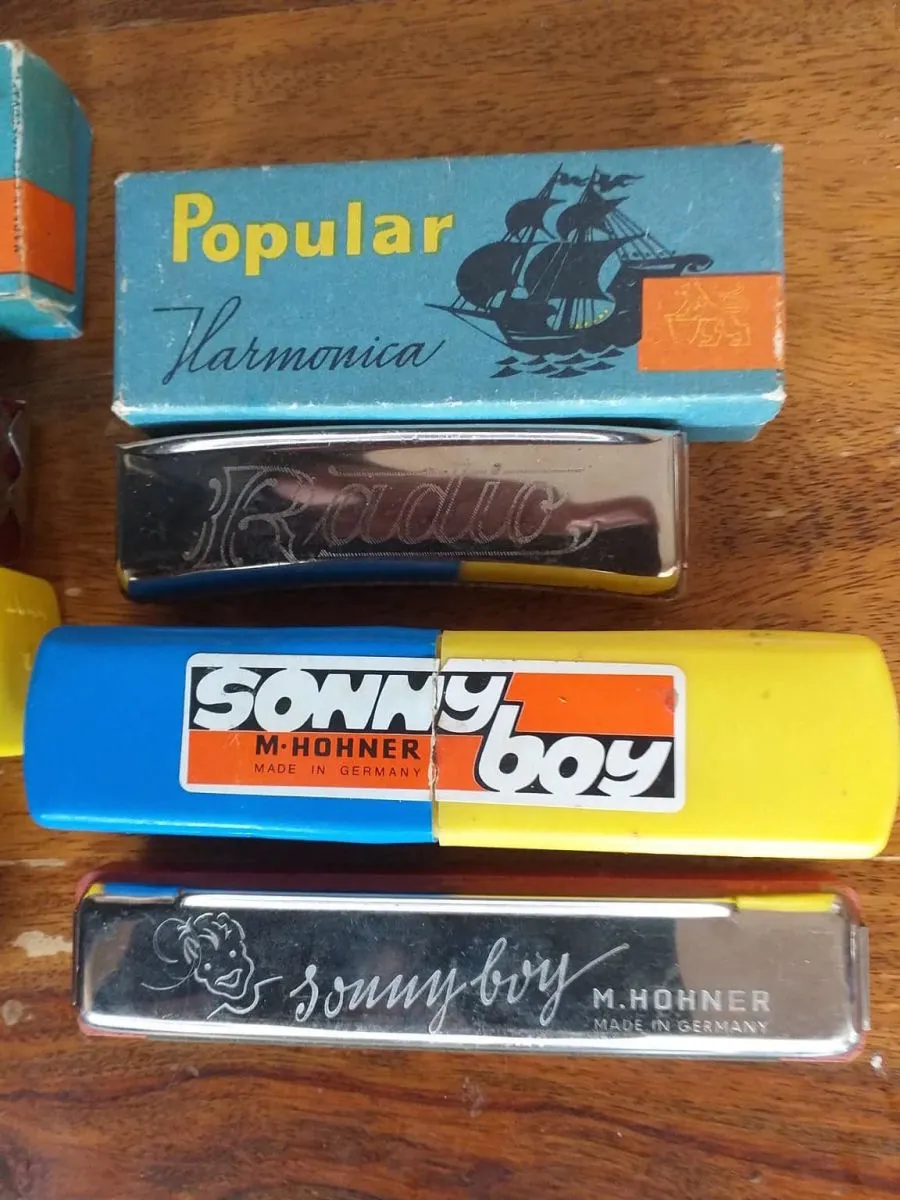 Popular
Harmonica
Radio
SONNY
boy
M·HOHNER
MADE IN GERMANY
sonny boy
M.HOHNER
MADE IN GERMANY